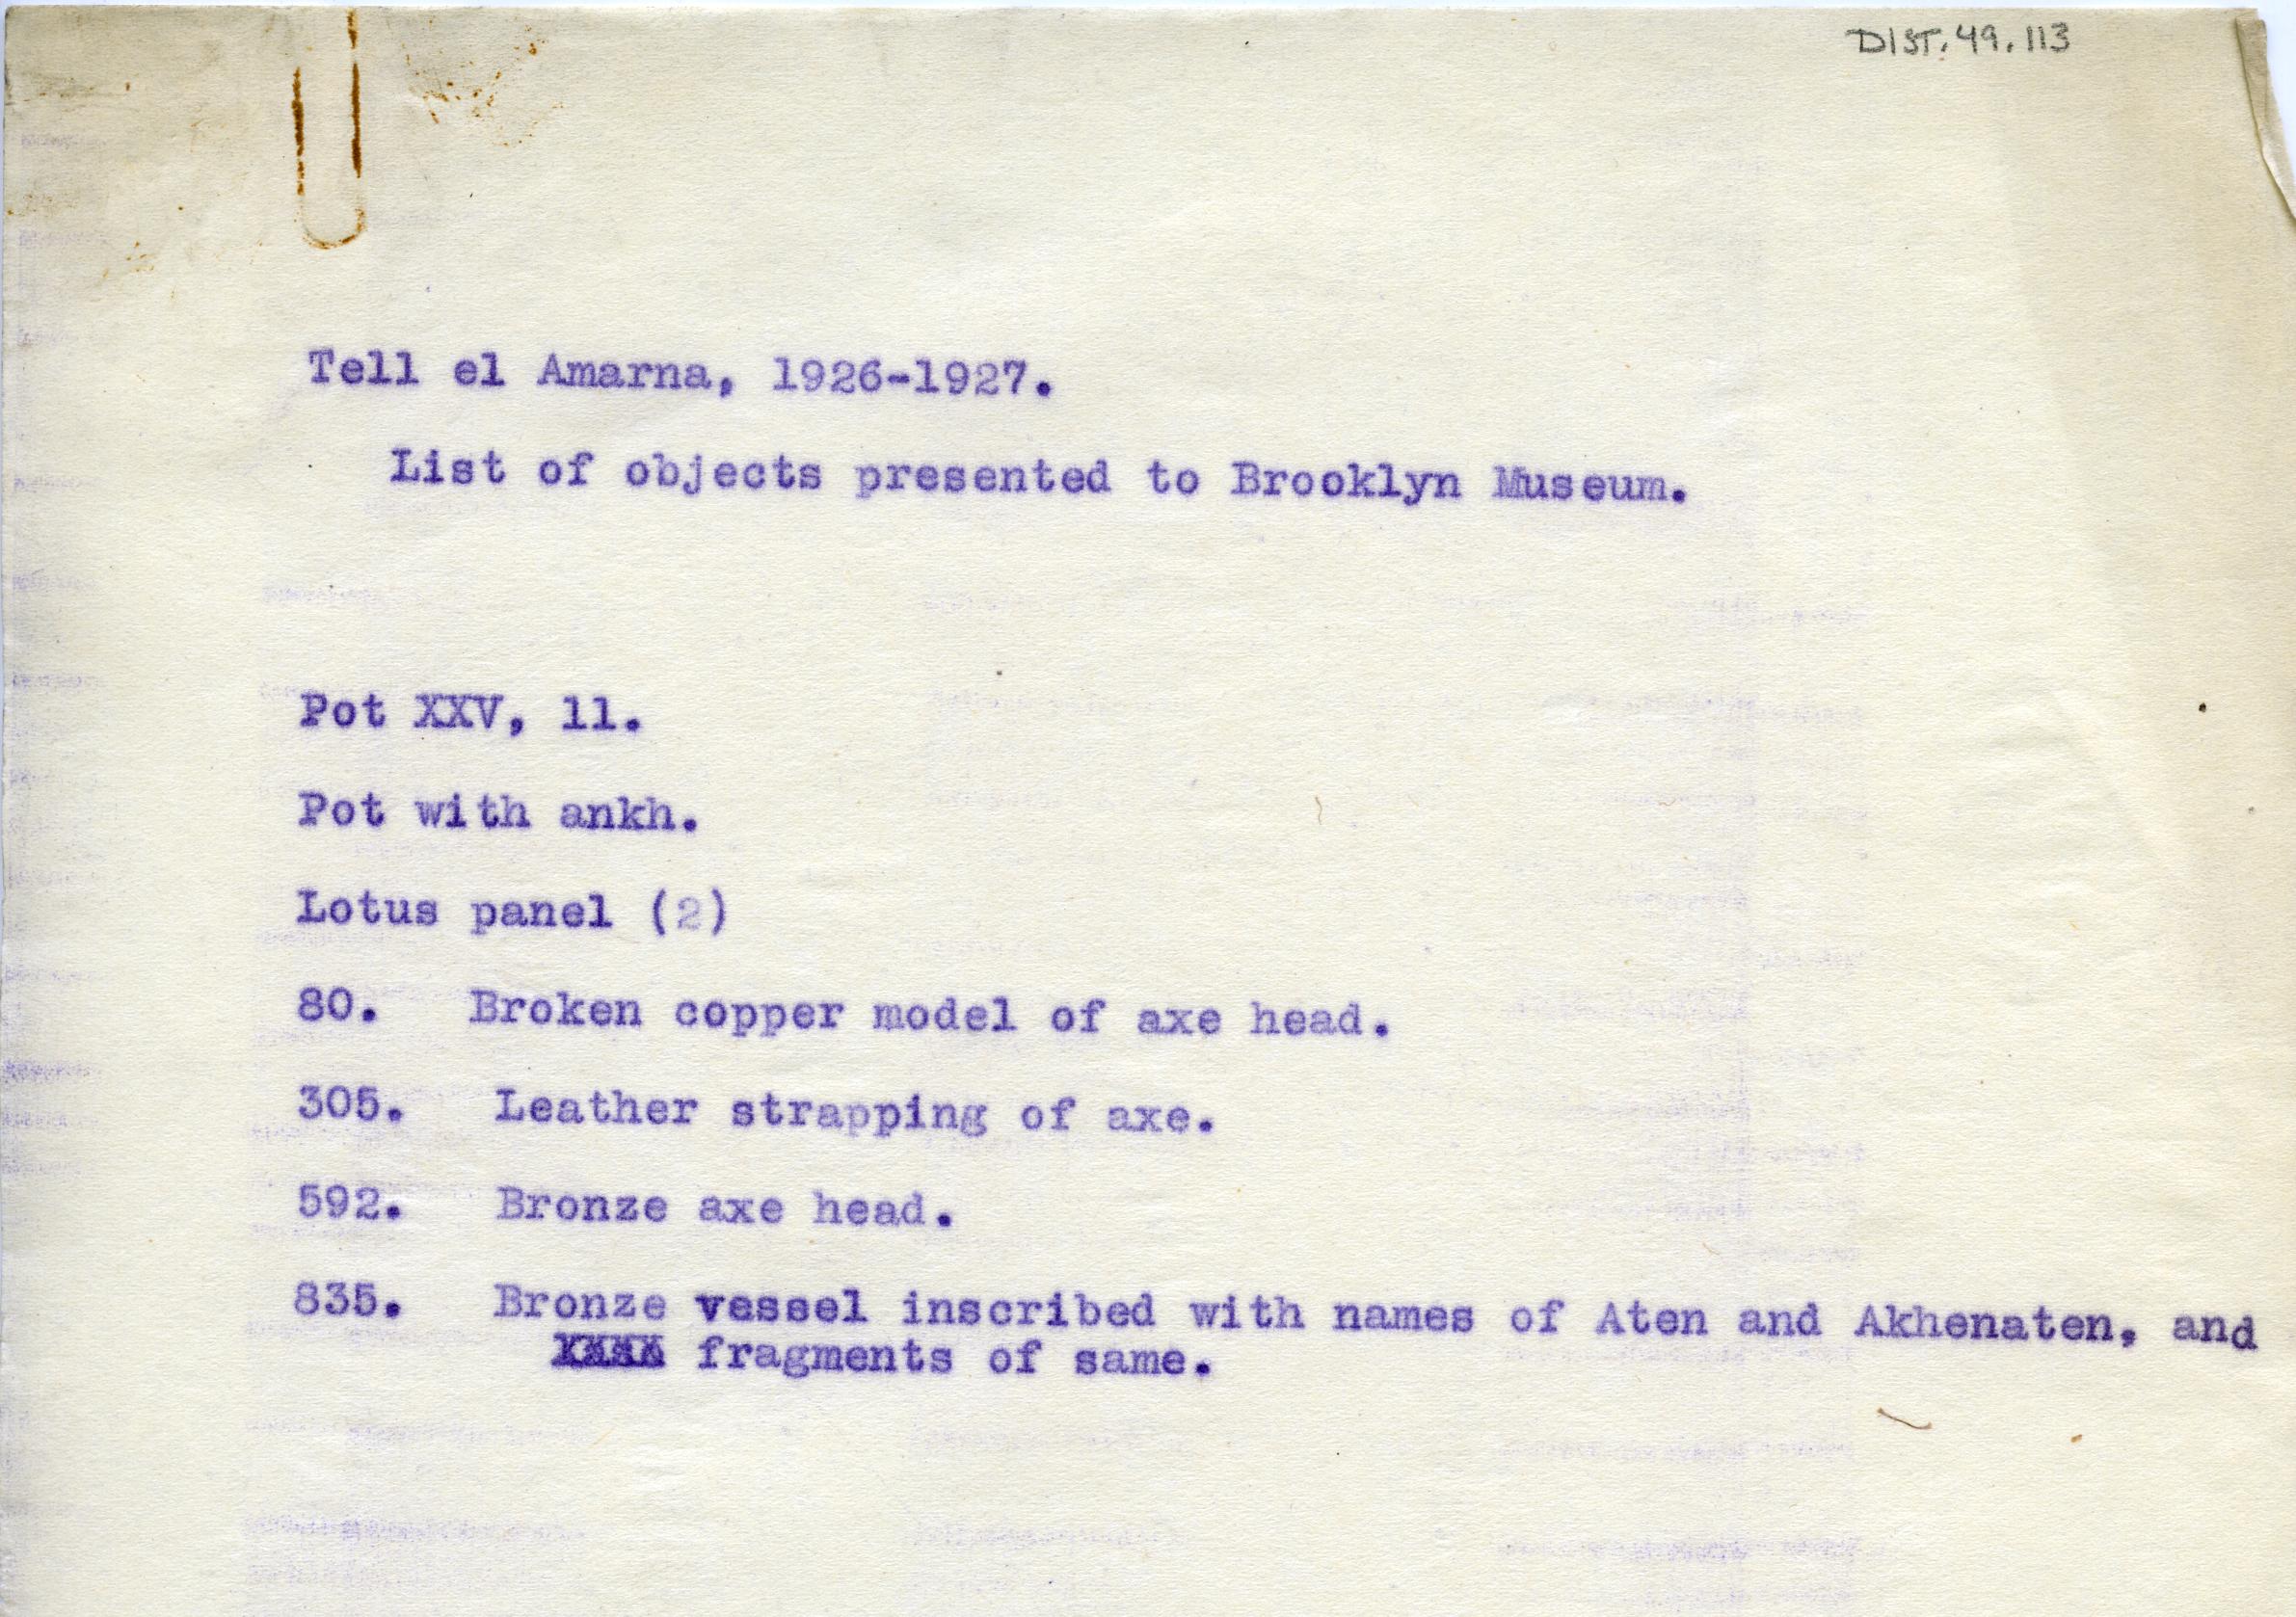 DIST.49.113
Tell el Amarna, 1926-1927.
List of objects presented to Brooklyn Museum.
Pot XXV, 11.
Pot with ankh.
Lotus panel (2)
80. Broken copper model of axe head.
305. Leather strapping of axe.
592. Bronze axe head.
835. Bronze vessel inscribed with names of Aten and Akhenaten, and
fragments of same.